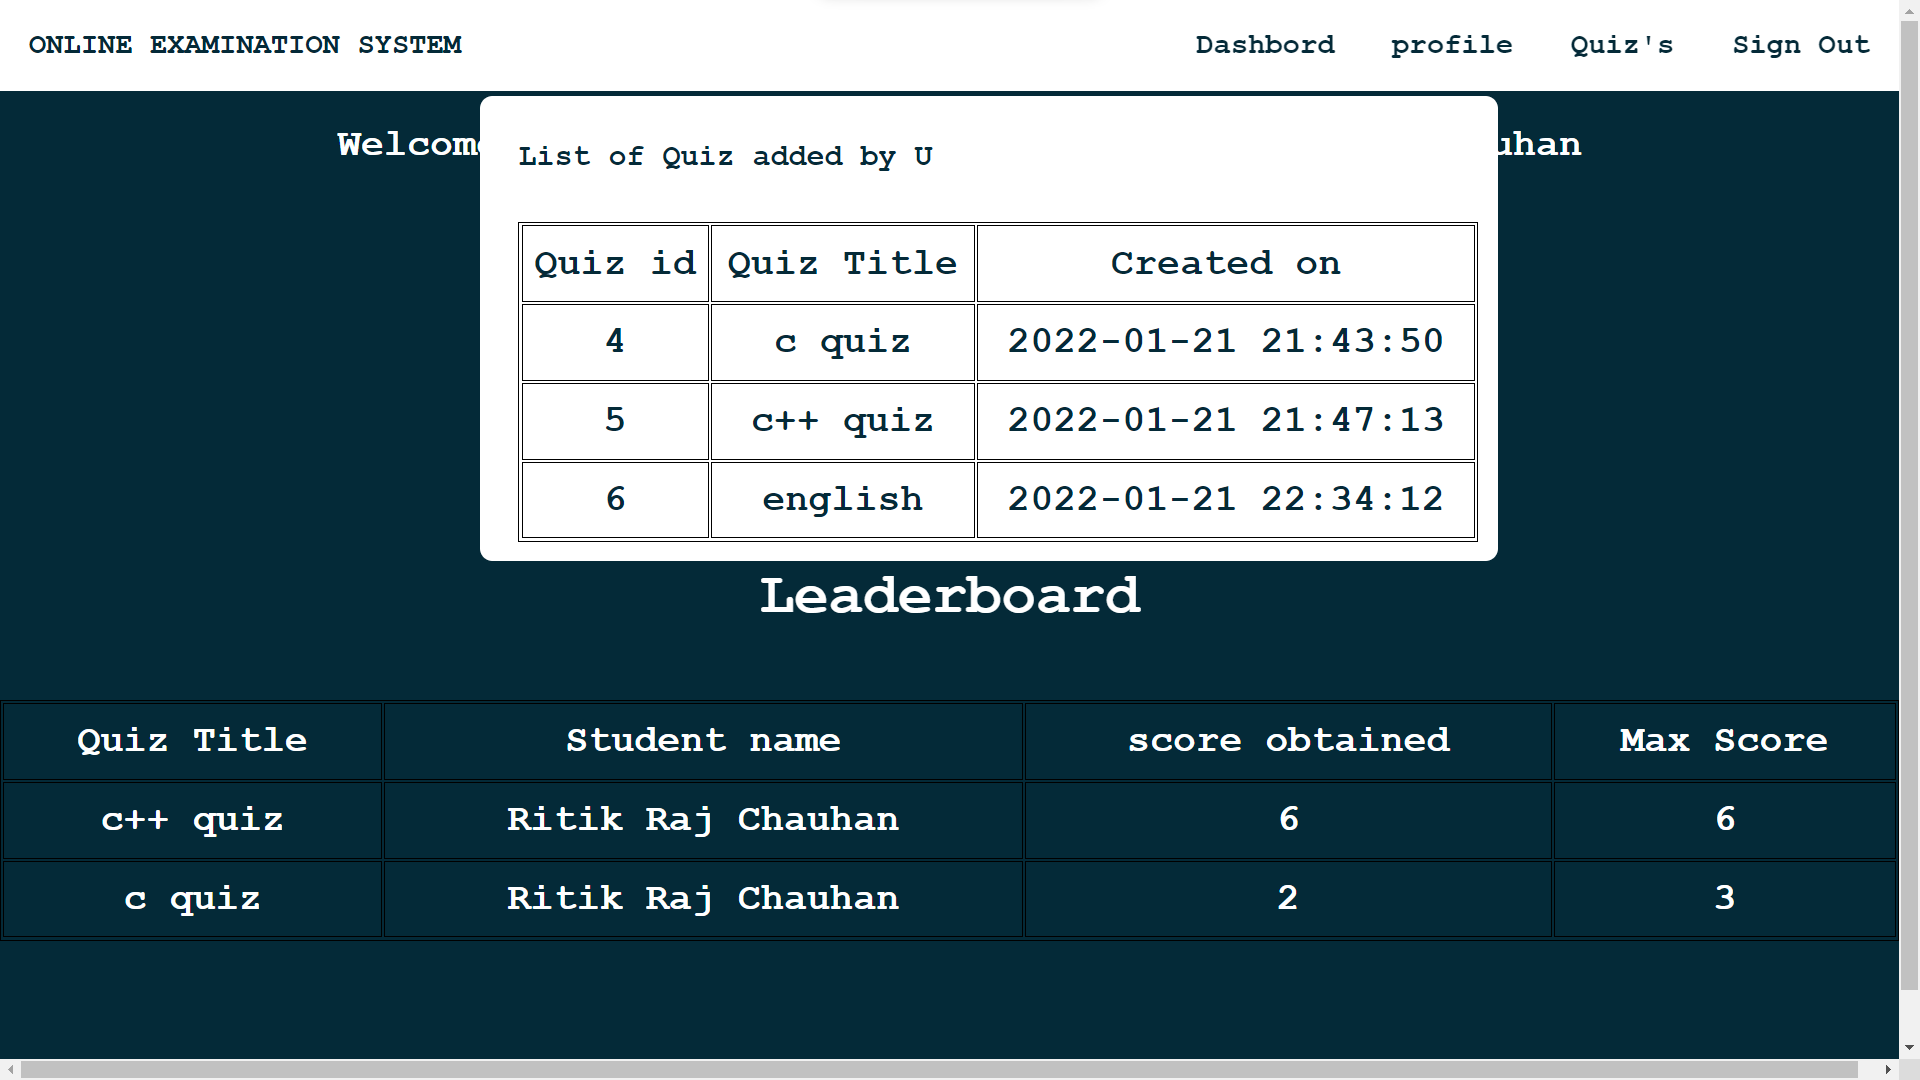 ONLINE EXAMINATION SYSTEM Dashbord profile Quiz's Sign Out
List of Quiz added by U
Quiz id Quiz Title Created on
4 c quiz 2022-01-21 21:43:50
5 c++ quiz 2022-01-21 21:47:13
6 english 2022-01-21 22:34:12
Leaderboard
Quiz Title Student name score obtained Max Score
c++ quiz Ritik Raj Chauhan 6 6
c quiz Ritik Raj Chauhan 2 3